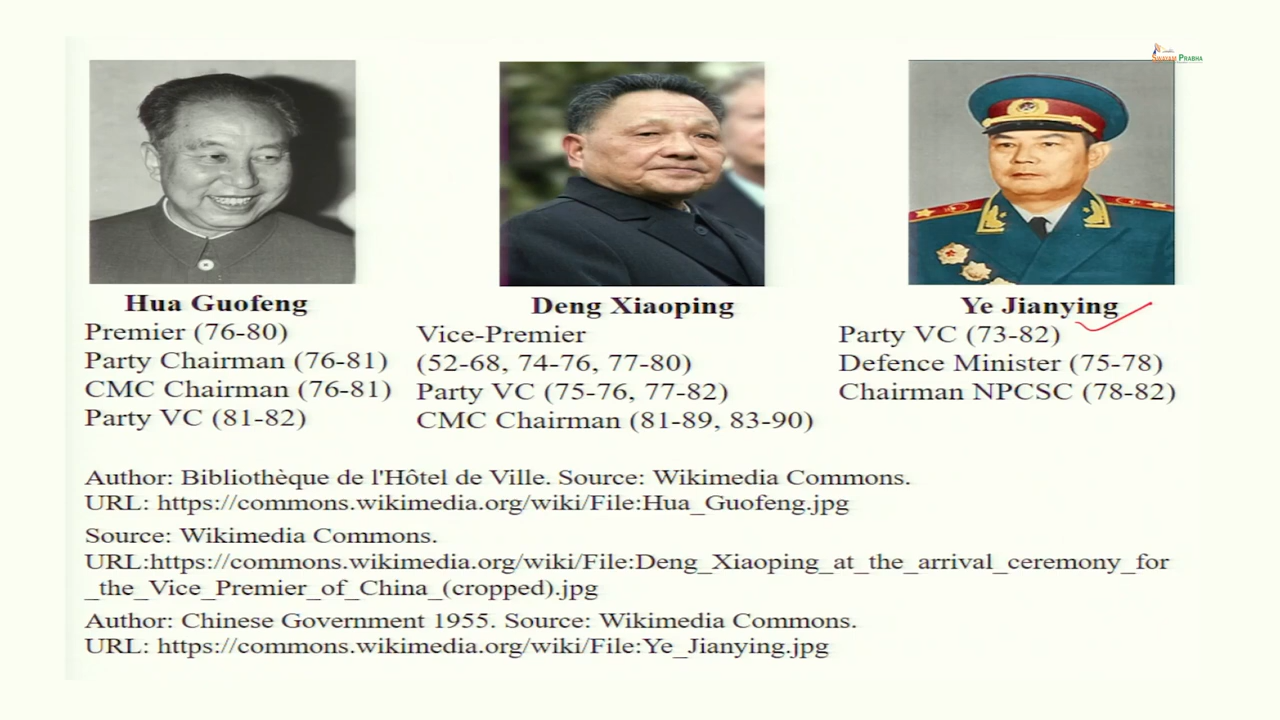 SWAYAM PRABHA
Hua Guofeng
Premier (76-80)
Party Chairman (76-81)
CMC Chairman (76-81)
Party VC (81-82)
Deng Xiaoping
Vice-Premier
(52-68, 74-76, 77-80)
Party VC (75-76, 77-82)
CMC Chairman (81-89, 83-90)
Ye Jianying
Party VC (73-82)
Defence Minister (75-78)
Chairman NPCSC (78-82)
Author: Bibliothèque de l'Hôtel de Ville. Source: Wikimedia Commons.
URL: https://commons.wikimedia.org/wiki/File:Hua_Guofeng.jpg
Source: Wikimedia Commons.
URL:https://commons.wikimedia.org/wiki/File:Deng_Xiaoping_at_the_arrival_ceremony_for
_the_Vice_Premier_of_China_(cropped).jpg
Author: Chinese Government 1955. Source: Wikimedia Commons.
URL: https://commons.wikimedia.org/wiki/File:Ye_Jianying.jpg